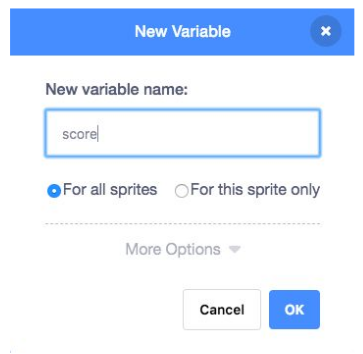 New Variable
New variable name:
score
For all sprites For this sprite only
More Options
Cancel OK